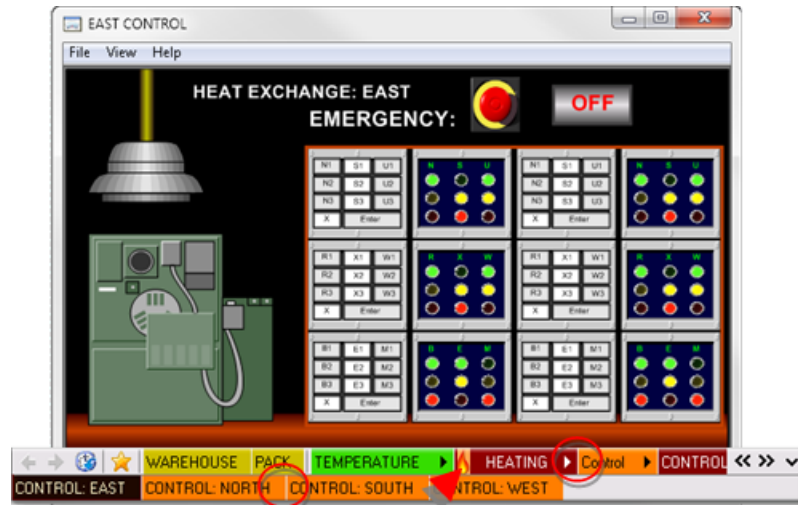 EAST CONTROL
File View Help
HEAT EXCHANGE: EAST
EMERGENCY:
OFF
N1 S1 U1 N S U N1 S1 U1 N S U
N2 S2 U2 N2 S2 U2
N3 S3 U3 N3 S3 U3
X Enter X Enter
R1 X1 W1 R X W R1 X1 W1 R X W
R2 X2 W2 R2 X2 W2
R3 X3 W3 R3 X3 W3
X Enter X Enter
B1 E1 M1 B E M B1 E1 M1 B E M
B2 E2 M2 B2 E2 M2
B3 E3 M3 B3 E3 M3
X Enter X Enter
WAREHOUSE PACK TEMPERATURE HEATING Control CONTROL
CONTROL: EAST CONTROL: NORTH CONTROL: SOUTH NTROL: WEST